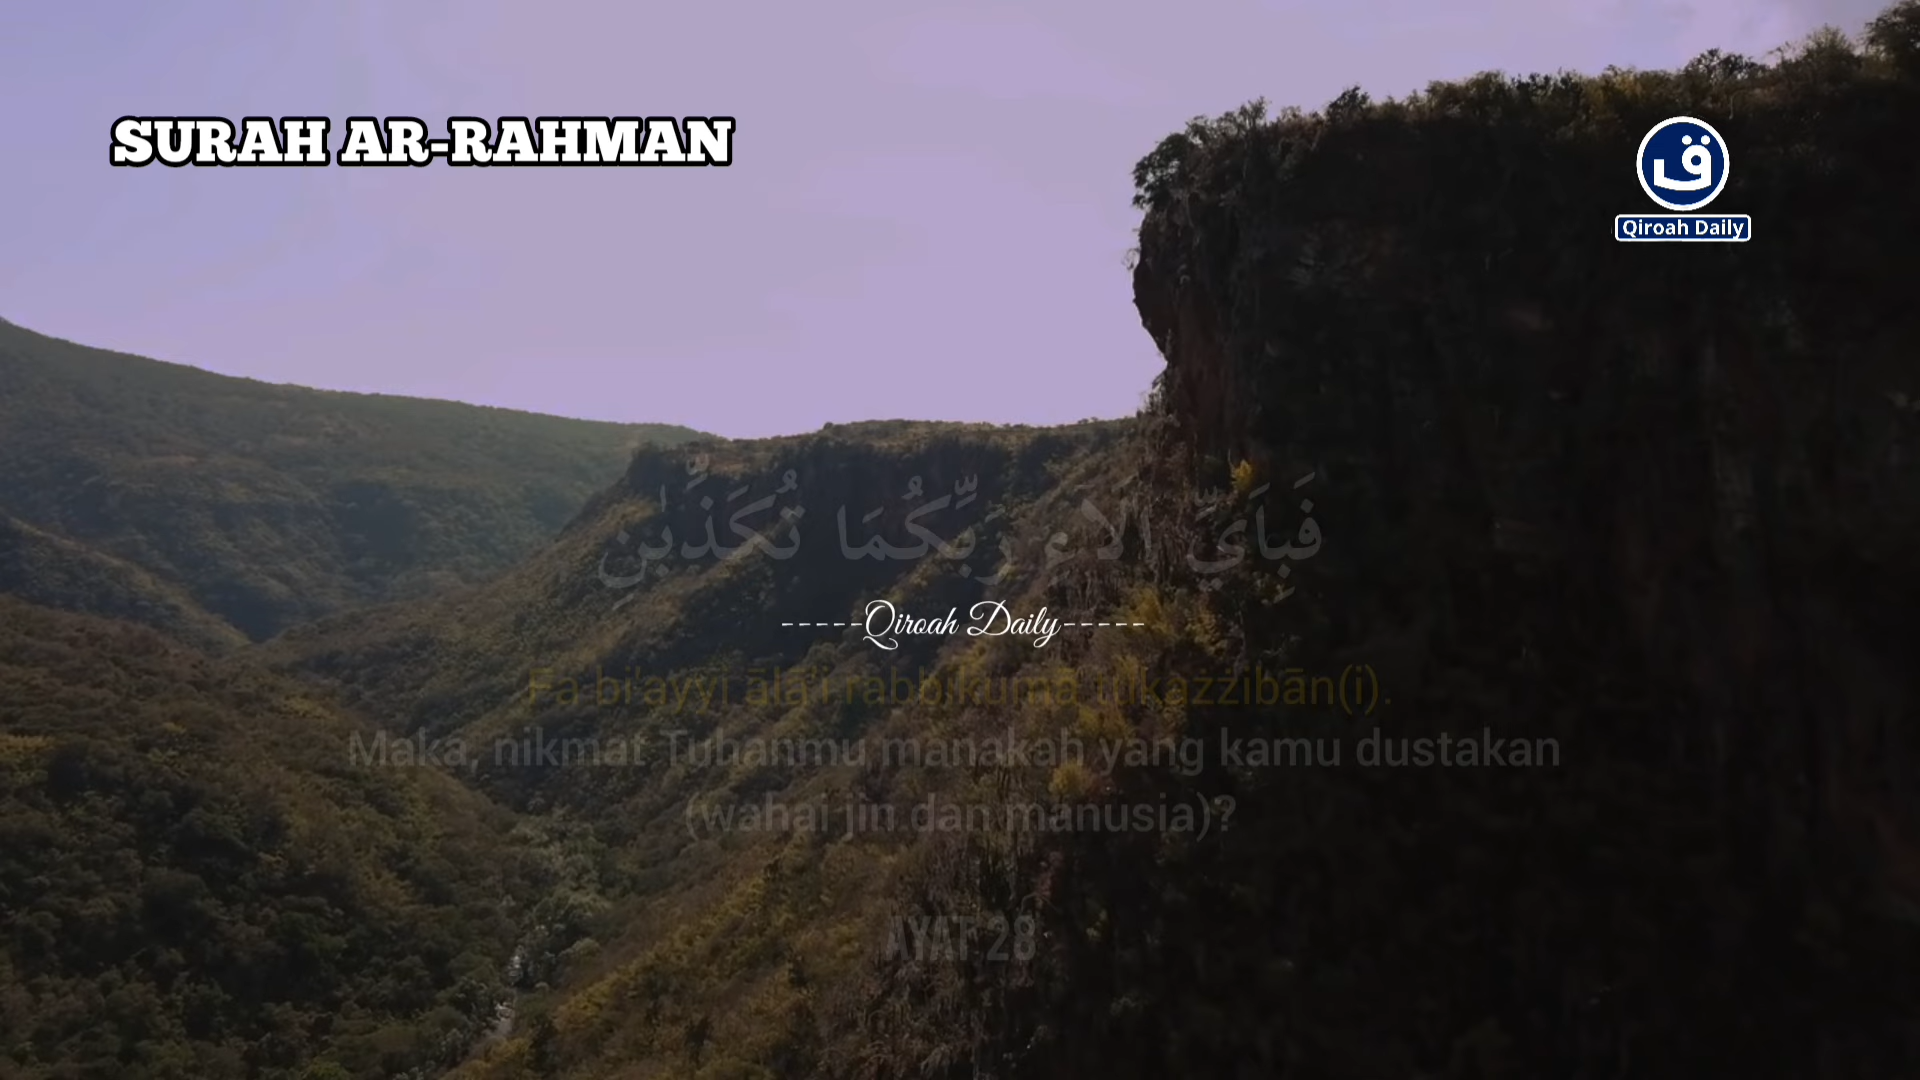 SURAH AR-RAHMAN
ق
Qiroah Daily
فَبِاَيِّ اٰلَاۤءِ رَبِّكُمَا تُكَذِّبٰنِ
-----Qiroah Daily-----
Fa bi'ayyi ālā'i rabbikumā tukażżibān(i).
Maka, nikmat Tuhanmu manakah yang kamu dustakan
(wahai jin dan manusia)?
AYAT 28